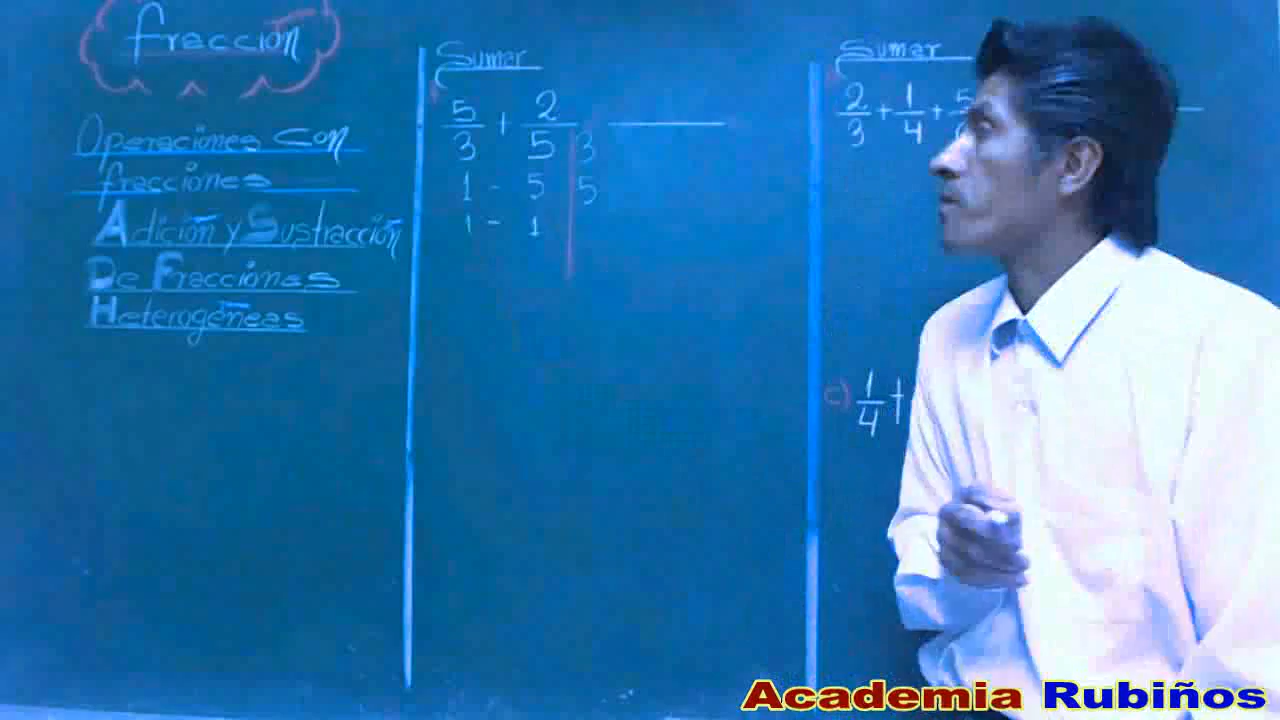 fracción
Operaciones con
fracciones
Adición y Sustracción
De Fracciones
Heterogéneas
Sumar
5/3 + 2/5 | 3
1 - 5 | 5
1 - 1
Sumar
2/3 + 1/4 + 5
c) 1/4 +
Academia Rubiños